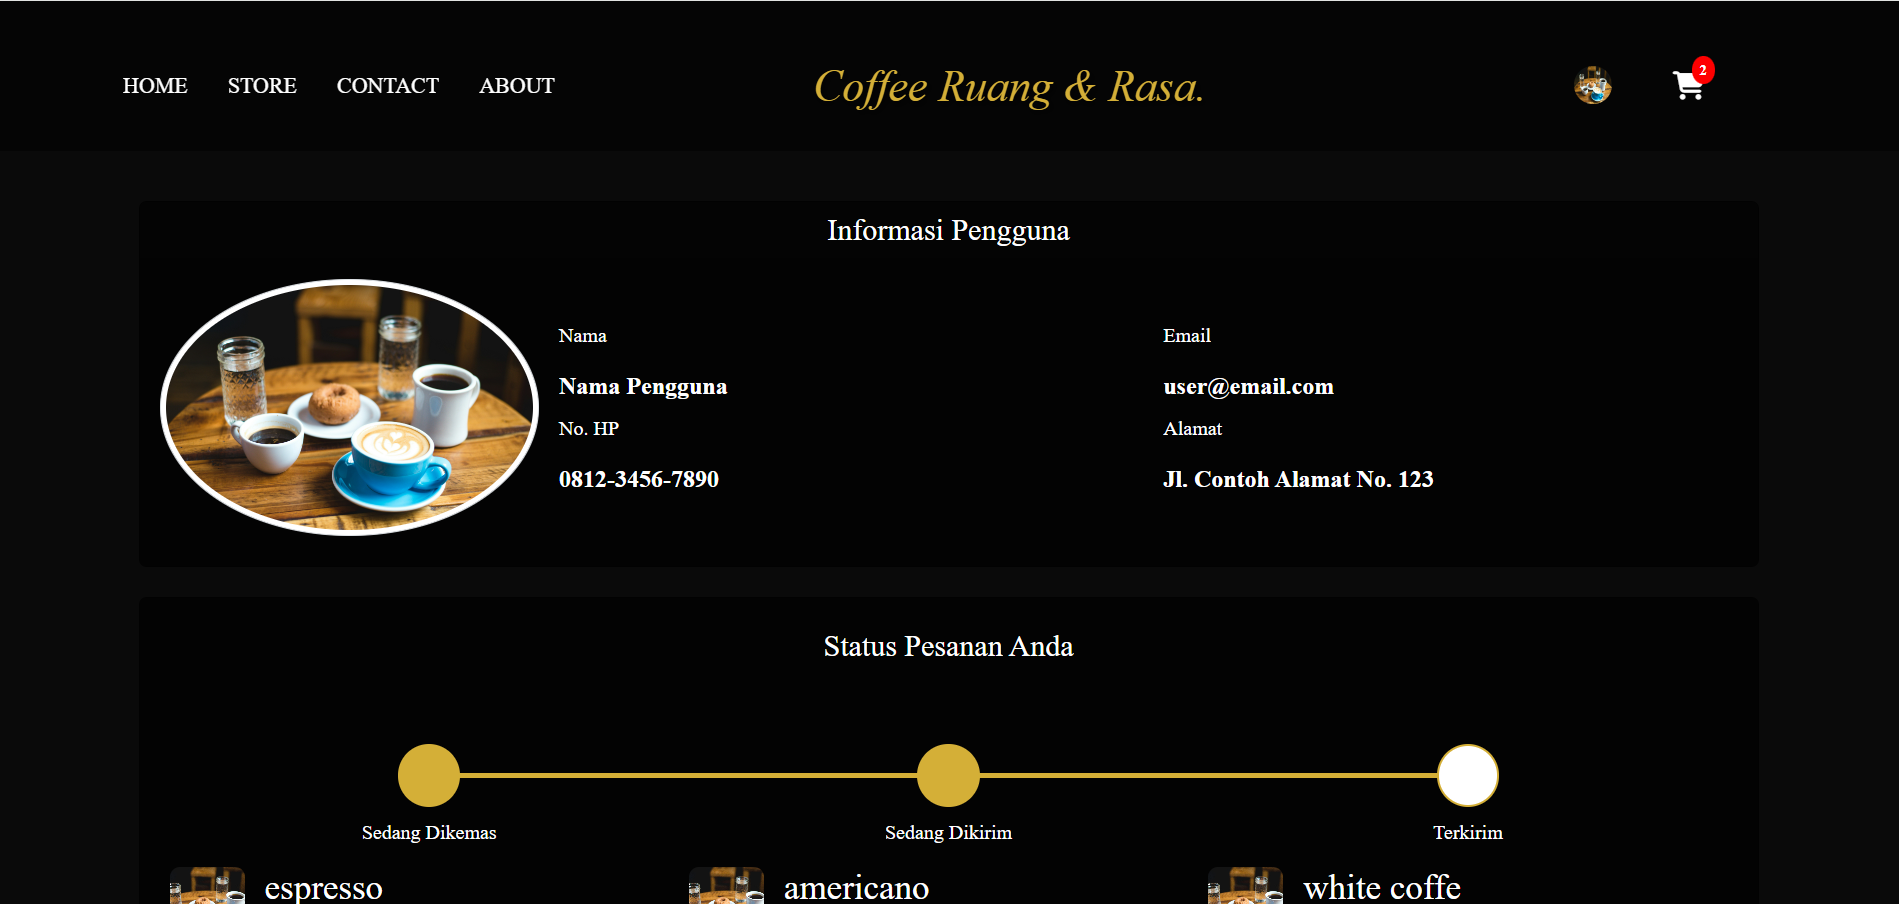 HOME STORE CONTACT ABOUT Coffee Ruang & Rasa. 2
Informasi Pengguna
Nama Email
Nama Pengguna user@email.com
No. HP Alamat
0812-3456-7890 Jl. Contoh Alamat No. 123
Status Pesanan Anda
Sedang Dikemas Sedang Dikirim Terkirim
espresso americano white coffe